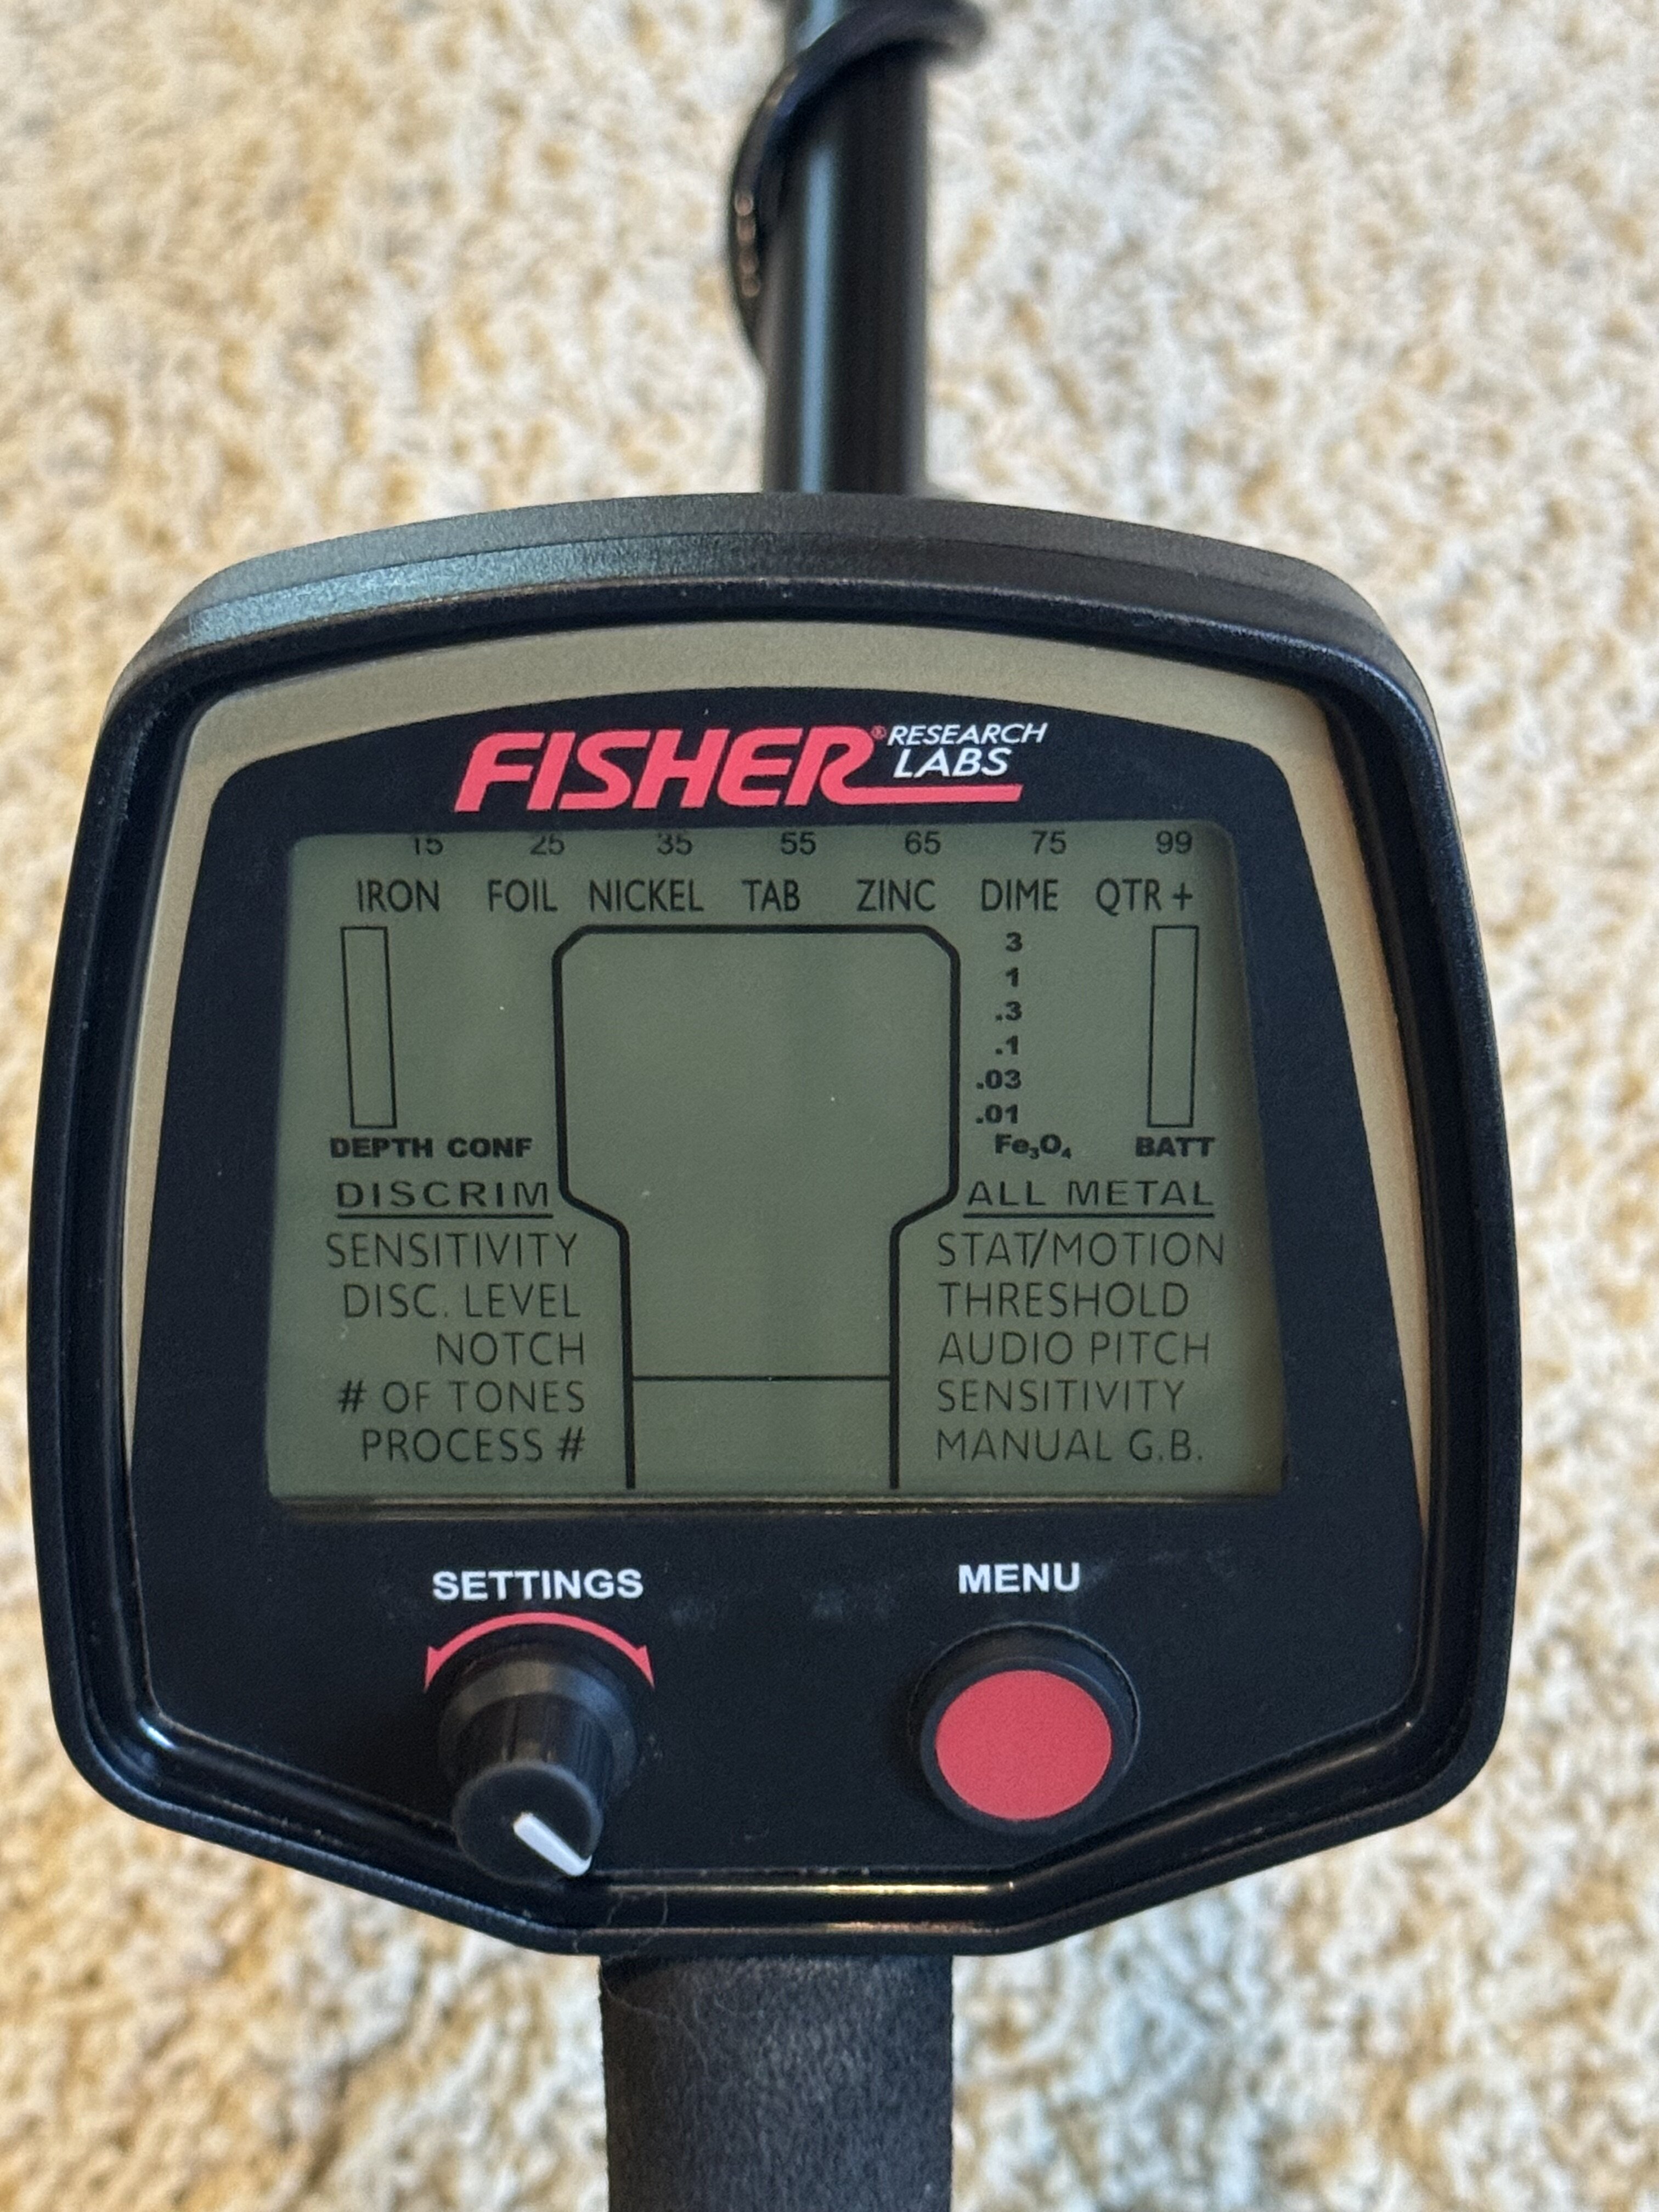 FISHER® RESEARCH
LABS
15 25 35 55 65 75 99
IRON FOIL NICKEL TAB ZINC DIME QTR +
3
1
.3
.1
.03
.01
DEPTH CONF Fe₃O₄ BATT
DISCRIM ALL METAL
SENSITIVITY STAT/MOTION
DISC. LEVEL THRESHOLD
NOTCH AUDIO PITCH
# OF TONES SENSITIVITY
PROCESS # MANUAL G.B.
SETTINGS MENU